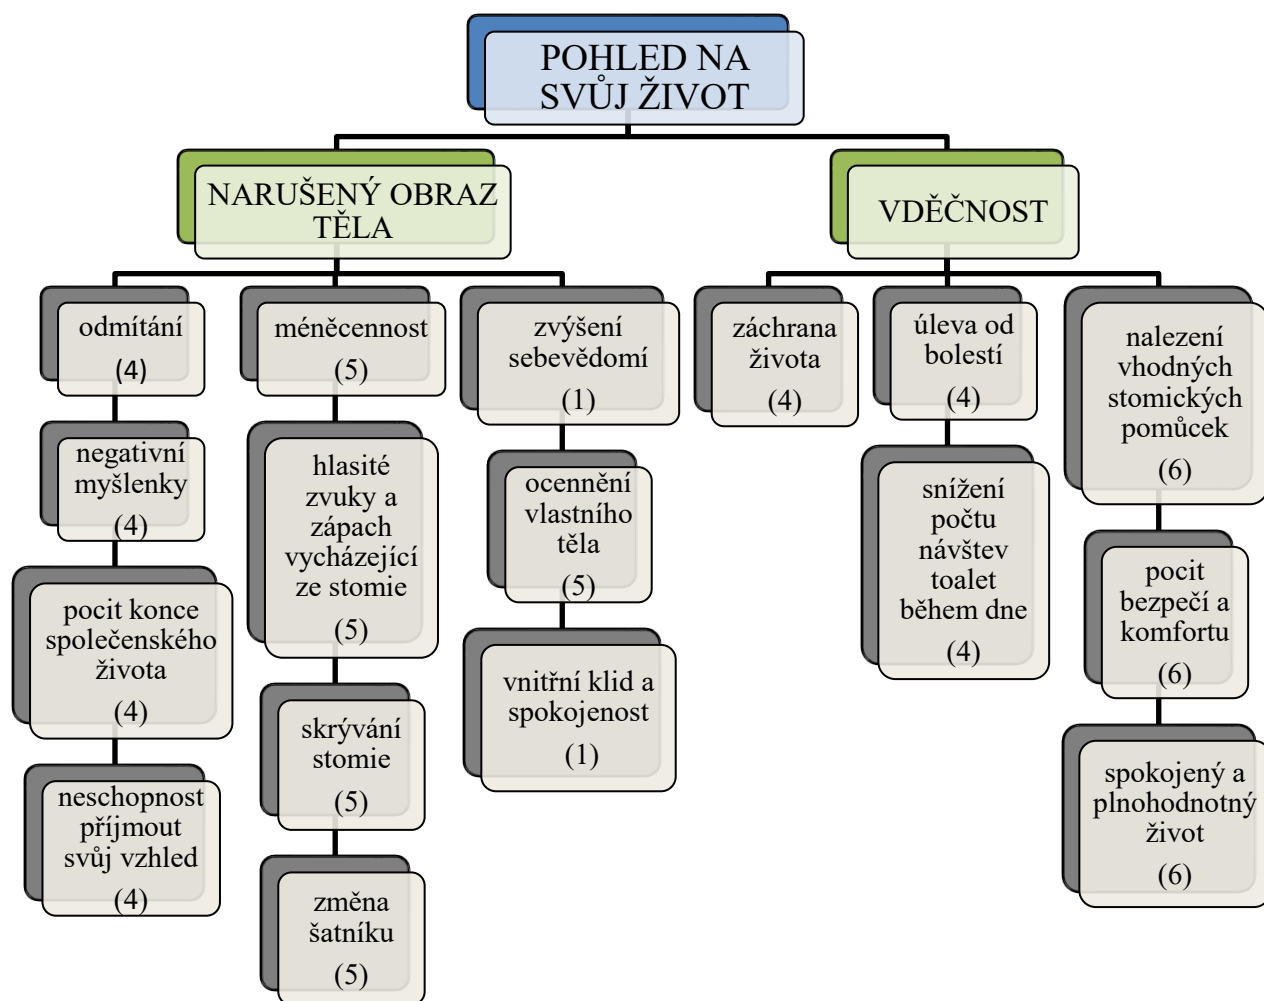 POHLED NA
SVŮJ ŽIVOT
NARUŠENÝ OBRAZ
TĚLA
odmítání
(4)
negativní
myšlenky
(4)
pocit konce
společenského
života
(4)
neschopnost
příjmout
svůj vzhled
(4)
méněcennost
(5)
hlasité
zvuky a
zápach
vycházející
ze stomie
(5)
skrývání
stomie
(5)
změna
šatníku
(5)
zvýšení
sebevědomí
(1)
ocennění
vlastního
těla
(5)
vnitřní klid a
spokojenost
(1)
VDĚČNOST
záchrana
života
(4)
úleva od
bolestí
(4)
snížení
počtu
návštev
toalet
během dne
(4)
nalezení
vhodných
stomických
pomůcek
(6)
pocit
bezpečí a
komfortu
(6)
spokojený a
plnohodnotný
život
(6)